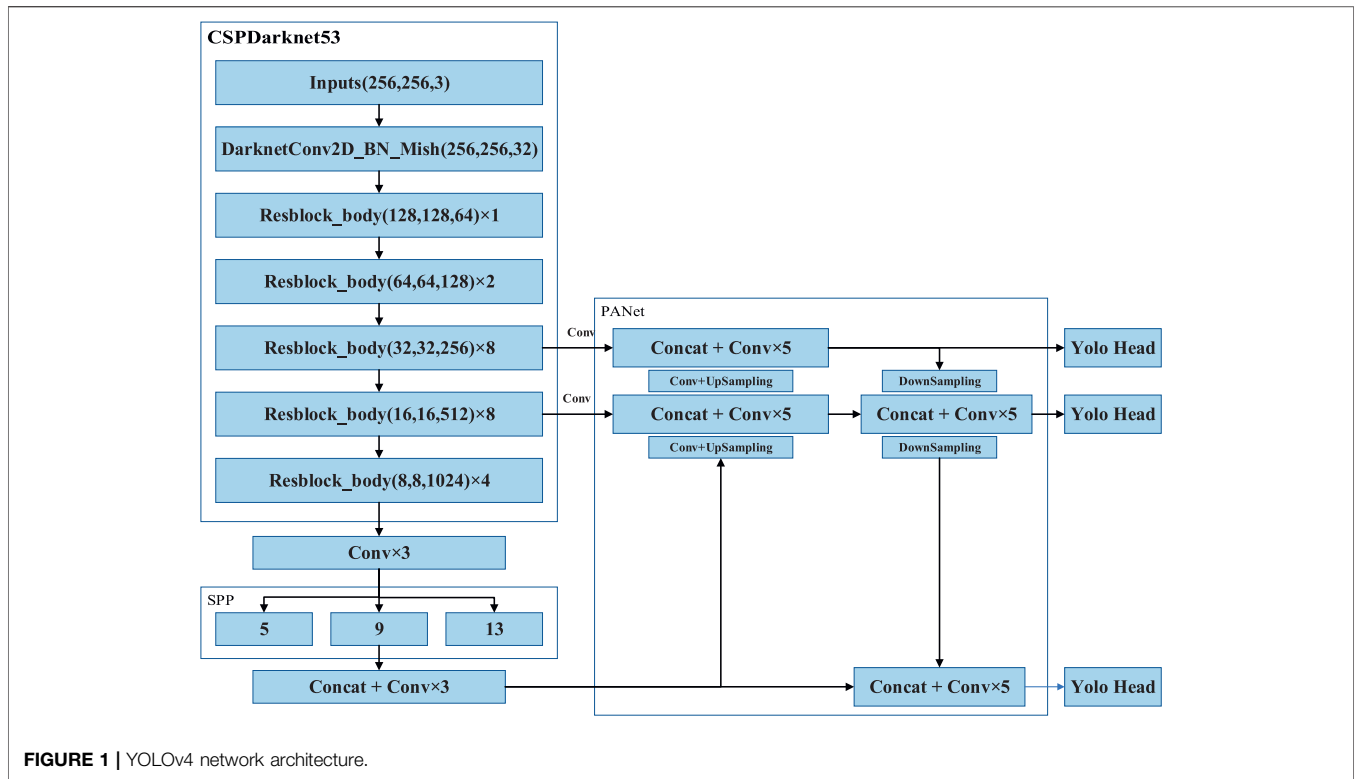 CSPDarknet53
Inputs(256,256,3)
DarknetConv2D_BN_Mish(256,256,32)
Resblock_body(128,128,64)×1
Resblock_body(64,64,128)×2
Resblock_body(32,32,256)×8
Resblock_body(16,16,512)×8
Resblock_body(8,8,1024)×4
Conv×3
SPP
5
9
13
Concat + Conv×3
Conv
Conv
PANet
Concat + Conv×5
Conv+UpSampling
Concat + Conv×5
Conv+UpSampling
DownSampling
Concat + Conv×5
DownSampling
Concat + Conv×5
Yolo Head
Yolo Head
Yolo Head
FIGURE 1 | YOLOv4 network architecture.